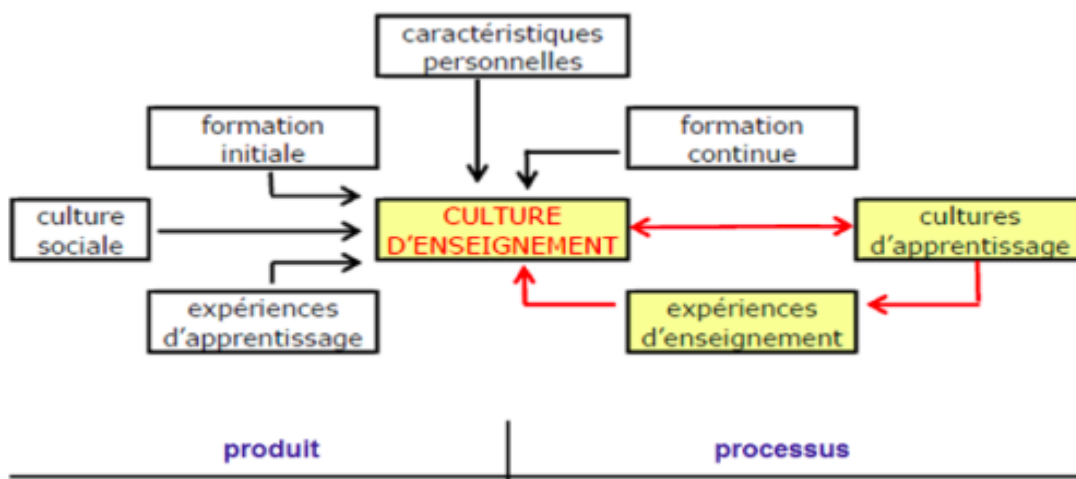 caractéristiques
personnelles
formation
initiale
formation
continue
culture
sociale
CULTURE
D’ENSEIGNEMENT
cultures
d’apprentissage
expériences
d’apprentissage
expériences
d’enseignement
produit
processus